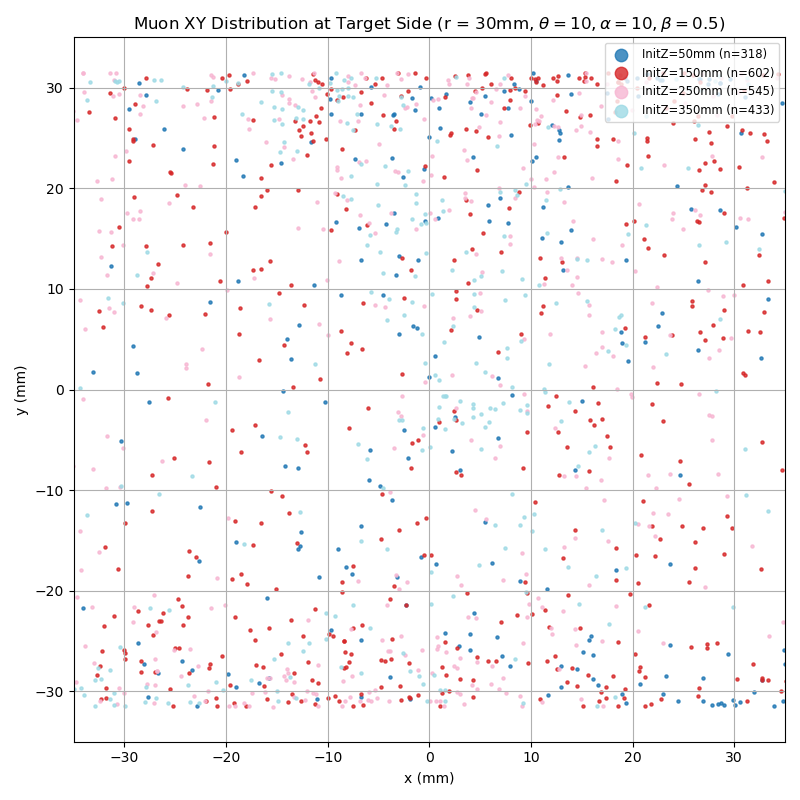 Muon XY Distribution at Target Side (r = 30mm, θ = 10, α = 10, β = 0.5)
InitZ=50mm (n=318)
InitZ=150mm (n=602)
InitZ=250mm (n=545)
InitZ=350mm (n=433)
30
20
10
0
−10
−20
−30
y (mm)
−30 −20 −10 0 10 20 30
x (mm)